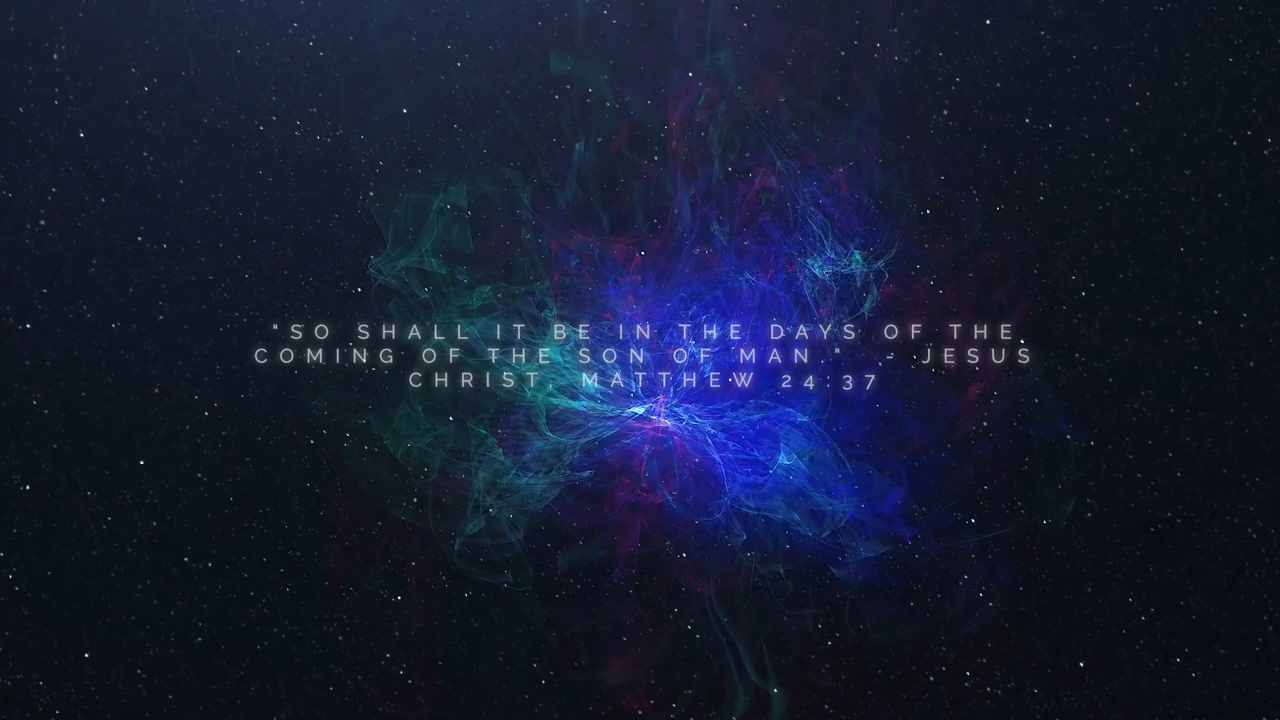 "SO SHALL IT BE IN THE DAYS OF THE
COMING OF THE SON OF MAN." - JESUS
CHRIST, MATTHEW 24:37